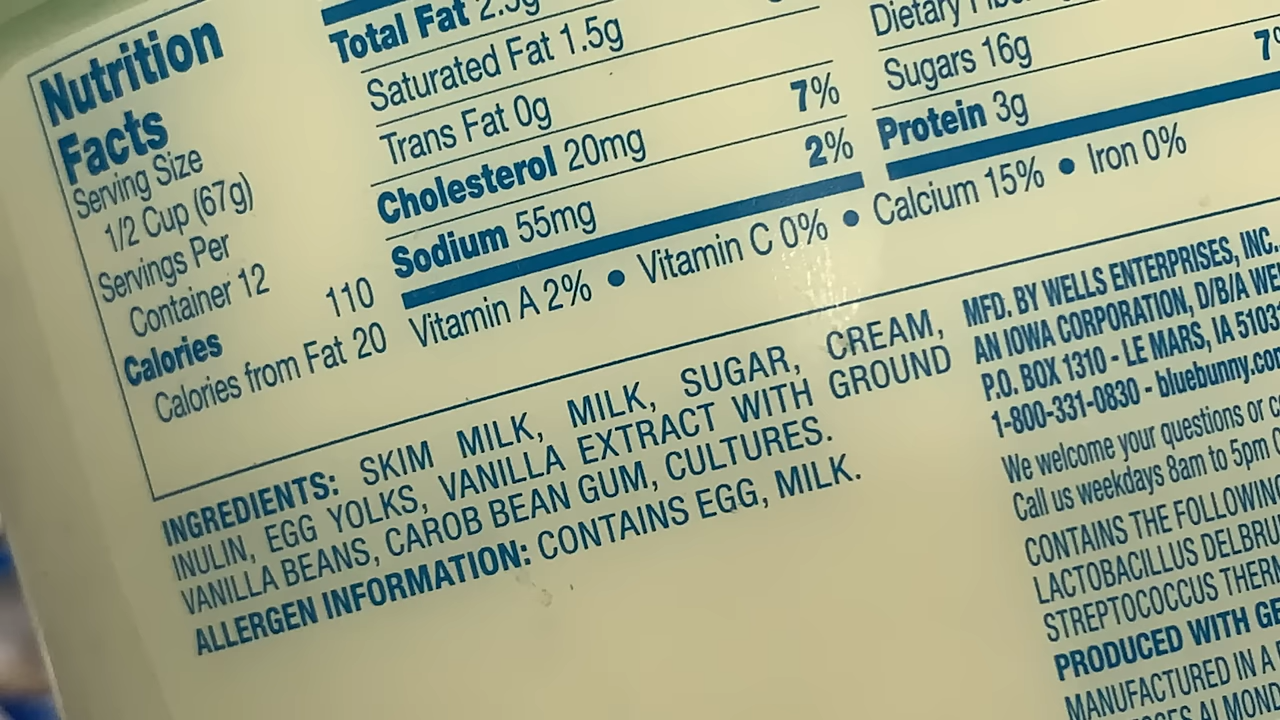 Nutrition
Facts
Serving Size
1/2 Cup (67g)
Servings Per
Container 12
Calories 110
Calories from Fat 20
Total Fat 2.5g
Saturated Fat 1.5g
Trans Fat 0g
Cholesterol 20mg 7%
Sodium 55mg 2%
Dietary
Sugars 16g
Protein 3g
Vitamin A 2% • Vitamin C 0% • Calcium 15% • Iron 0%
INGREDIENTS: SKIM MILK, MILK, SUGAR, CREAM,
INULIN, EGG YOLKS, VANILLA EXTRACT WITH GROUND
VANILLA BEANS, CAROB BEAN GUM, CULTURES.
ALLERGEN INFORMATION: CONTAINS EGG, MILK.
MFD. BY WELLS ENTERPRISES, INC.
AN IOWA CORPORATION, D/B/A
P.O. BOX 1310 - LE MARS, IA
1-800-331-0830 - bluebunny.com
We welcome your questions or
Call us weekdays 8am to 5pm
CONTAINS THE FOLLOWING
LACTOBACILLUS
STREPTOCOCCUS
PRODUCED WITH
MANUFACTURED IN A